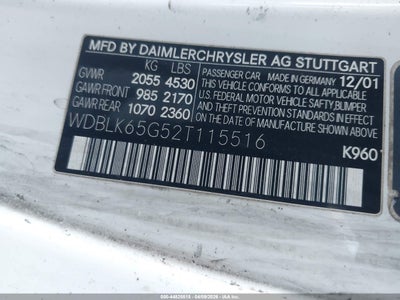 MFD BY DAIMLERCHRYSLER AG STUTTGART
KG LBS
PASSENGER CAR MADE IN GERMANY 12/01
GVWR 2055 4530
GAWR FRONT 985 2170
GAWR REAR 1070 2360
THIS VEHICLE CONFORMS TO ALL APPLICABLE
FEDERAL MOTOR VEHICLE SAFETY, BUMPER
AND THEFT PREVENTION STANDARDS IN EFFECT
ON THE DATE OF MANUFACTURE SHOWN ABOVE
WDBLK65G52T115516
K960